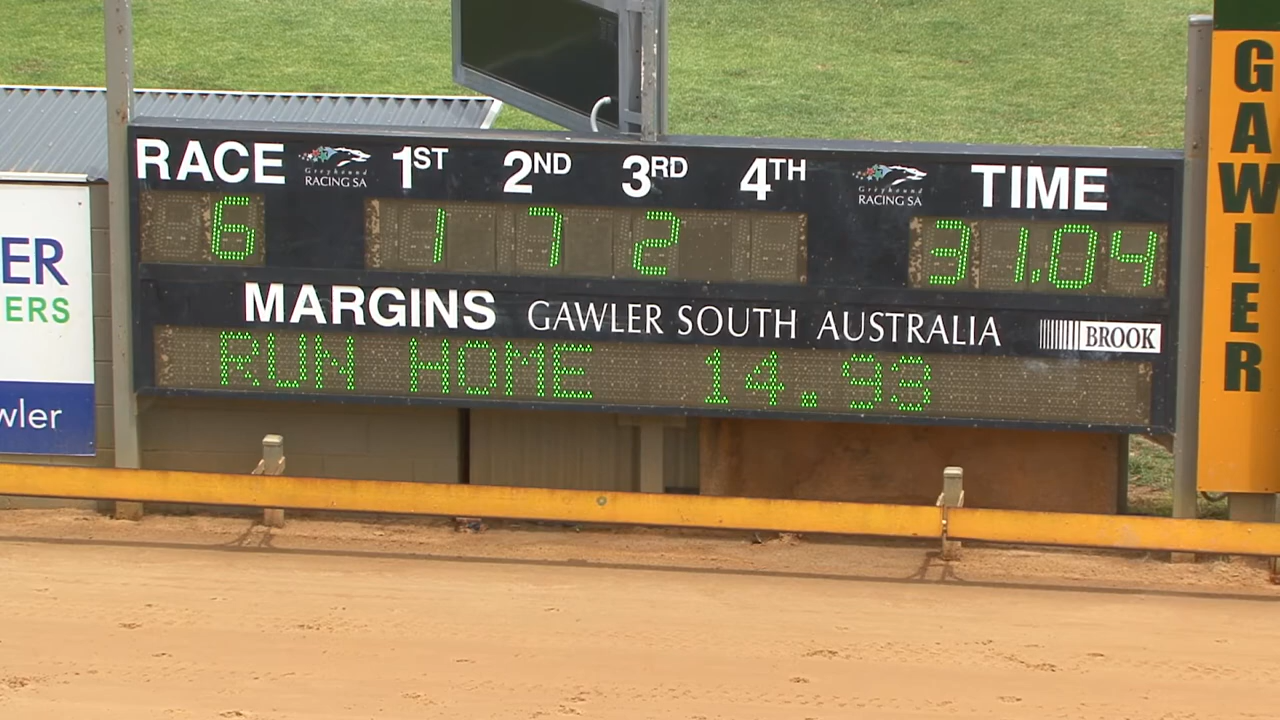 RACE Greyhound RACING SA 1ST 2ND 3RD 4TH Greyhound RACING SA TIME
6 1 7 2 31.04
MARGINS GAWLER SOUTH AUSTRALIA BROOK
RUN HOME 14.93
GAWLER
ER
ERS
wler